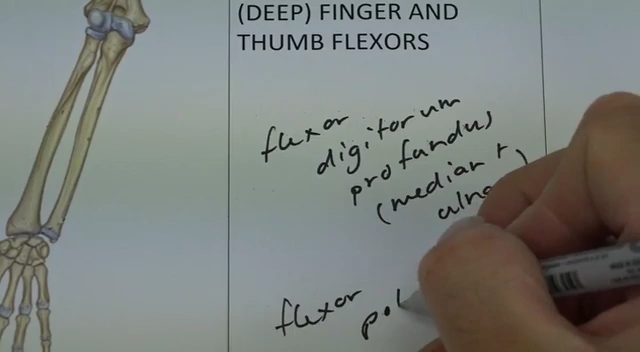 (DEEP) FINGER AND
THUMB FLEXORS
flexor
digitorum
profundus
(median +
flexor